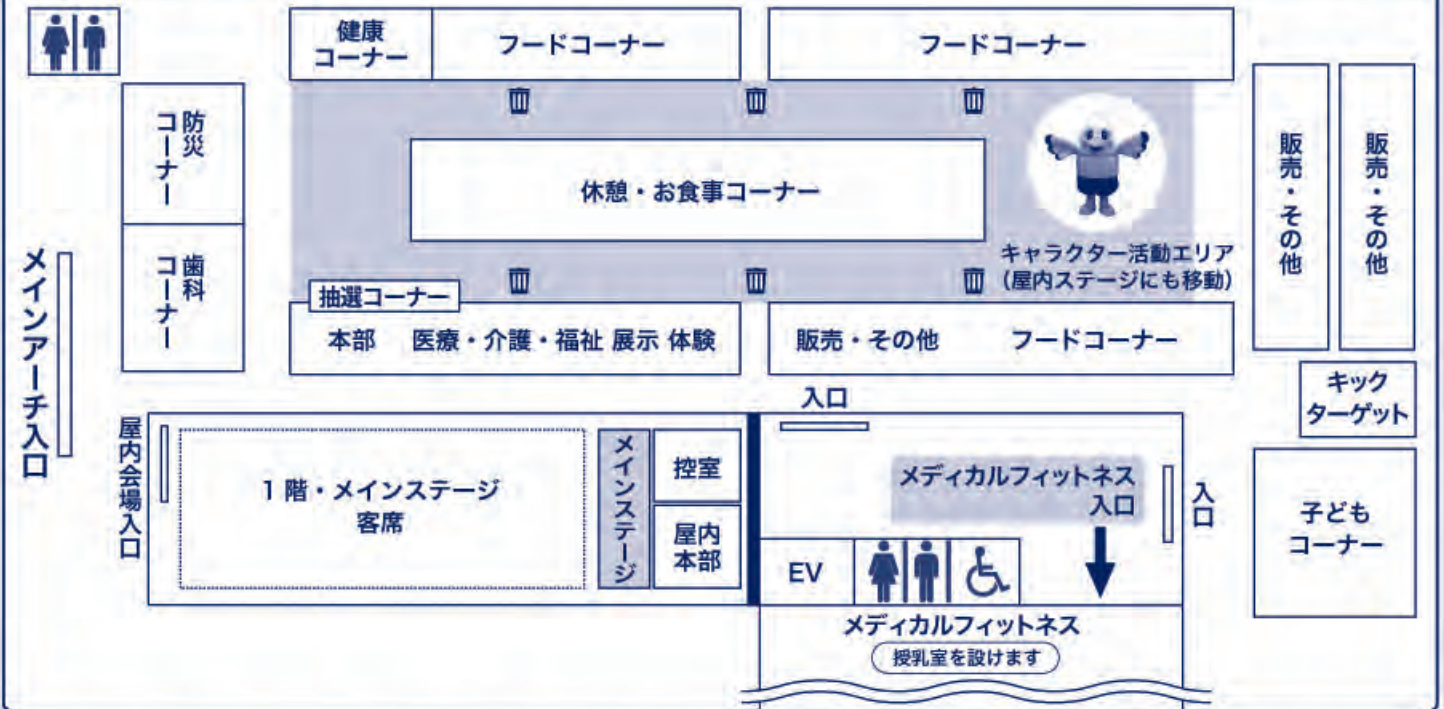 健康
コーナー
フードコーナー
フードコーナー
防災
コーナー
歯科
コーナー
メインアーチ入口
休憩・お食事コーナー
キャラクター活動エリア
(屋内ステージにも移動)
販売・その他
販売・その他
抽選コーナー
本部 医療・介護・福祉 展示 体験
販売・その他 フードコーナー
キック
ターゲット
子ども
コーナー
屋内会場入口
1階・メインステージ
客席
メインステージ
控室
屋内
本部
入口
メディカルフィットネス
入口
入口
EV
メディカルフィットネス
授乳室を設けます